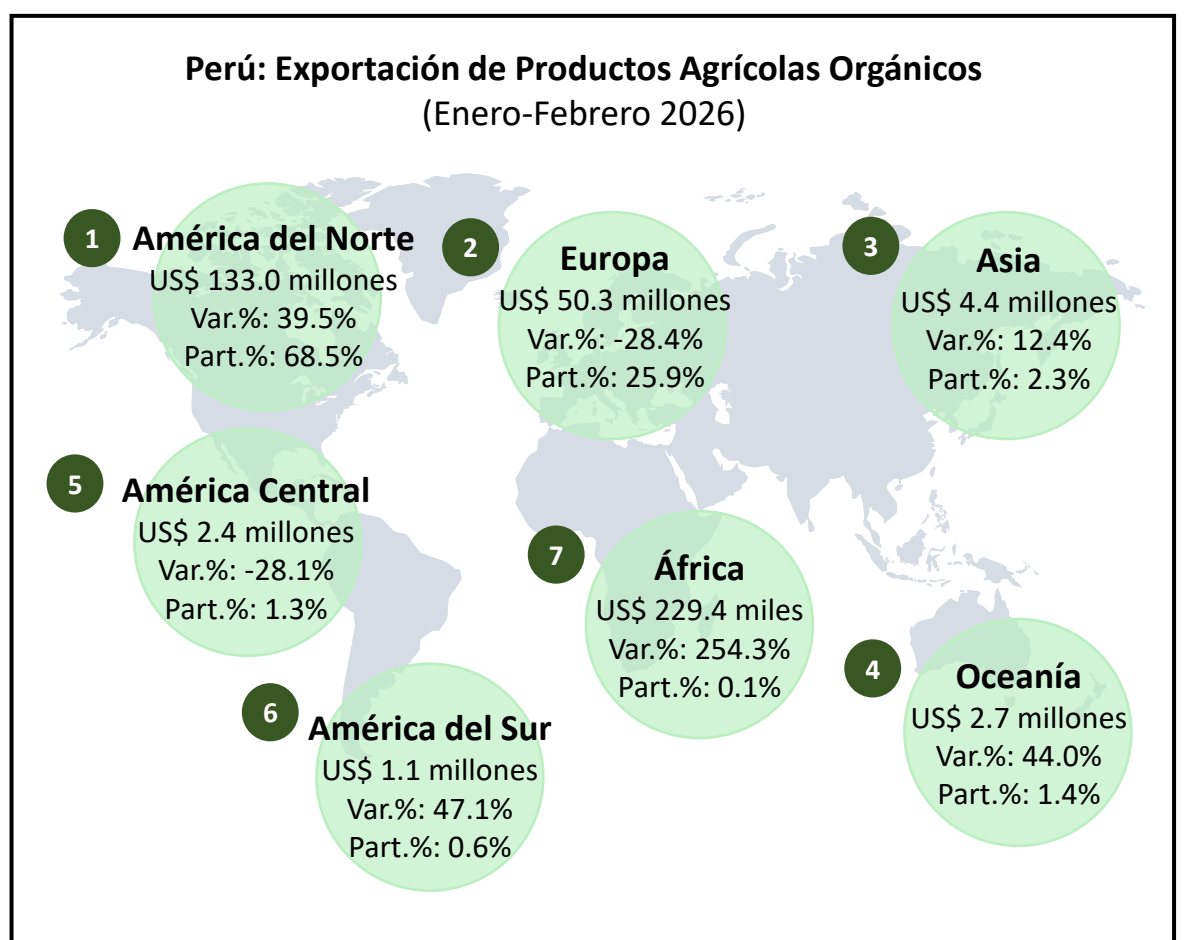 Perú: Exportación de Productos Agrícolas Orgánicos
(Enero-Febrero 2026)
1
América del Norte
US$ 133.0 millones
Var.%: 39.5%
Part.%: 68.5%
2
Europa
US$ 50.3 millones
Var.%: -28.4%
Part.%: 25.9%
3
Asia
US$ 4.4 millones
Var.%: 12.4%
Part.%: 2.3%
5
América Central
US$ 2.4 millones
Var.%: -28.1%
Part.%: 1.3%
7
África
US$ 229.4 miles
Var.%: 254.3%
Part.%: 0.1%
4
Oceanía
US$ 2.7 millones
Var.%: 44.0%
Part.%: 1.4%
6
América del Sur
US$ 1.1 millones
Var.%: 47.1%
Part.%: 0.6%